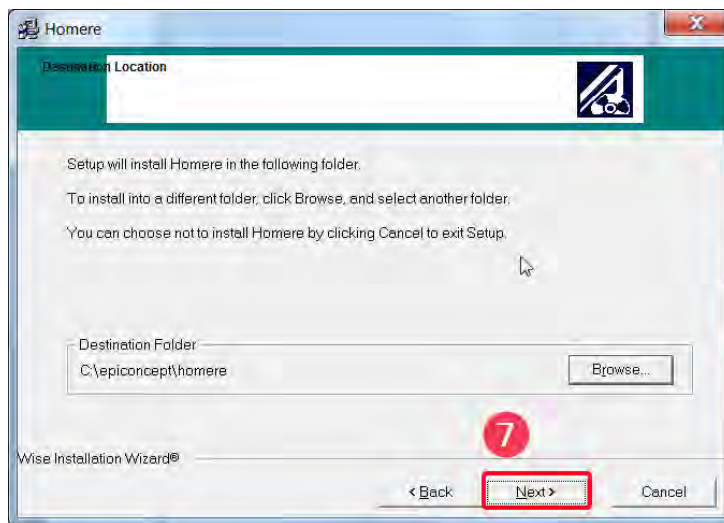 Homere
Destination Location
Setup will install Homere in the following folder.
To install into a different folder, click Browse, and select another folder.
You can choose not to install Homere by clicking Cancel to exit Setup.
Destination Folder
C:\epiconcept\homere
Browse...
7
Wise Installation Wizard®
< Back
Next >
Cancel